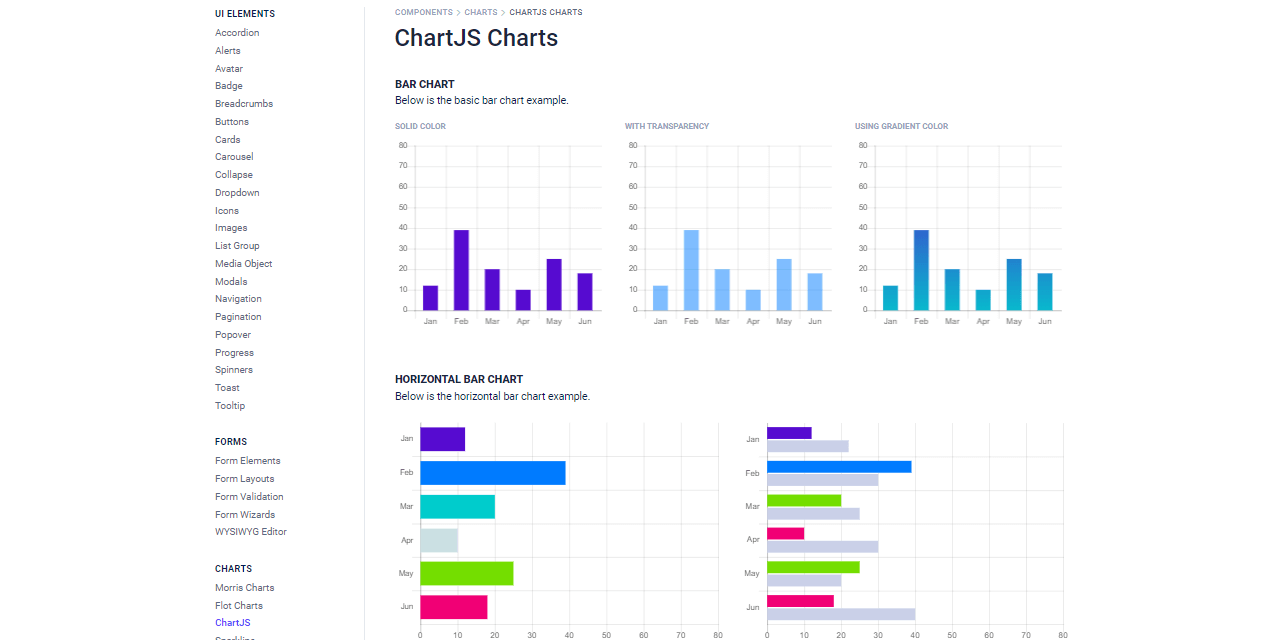 UI ELEMENTS
Accordion
Alerts
Avatar
Badge
Breadcrumbs
Buttons
Cards
Carousel
Collapse
Dropdown
Icons
Images
List Group
Media Object
Modals
Navigation
Pagination
Popover
Progress
Spinners
Toast
Tooltip
FORMS
Form Elements
Form Layouts
Form Validation
Form Wizards
WYSIWYG Editor
CHARTS
Morris Charts
Flot Charts
ChartJS
Sparkline
COMPONENTS > CHARTS > CHARTJS CHARTS
ChartJS Charts
BAR CHART
Below is the basic bar chart example.
SOLID COLOR
80
70
60
50
40
30
20
10
0
Jan Feb Mar Apr May Jun
WITH TRANSPARENCY
80
70
60
50
40
30
20
10
0
Jan Feb Mar Apr May Jun
USING GRADIENT COLOR
80
70
60
50
40
30
20
10
0
Jan Feb Mar Apr May Jun
HORIZONTAL BAR CHART
Below is the horizontal bar chart example.
Jan
Feb
Mar
Apr
May
Jun
0 10 20 30 40 50 60 70 80
Jan
Feb
Mar
Apr
May
Jun
0 10 20 30 40 50 60 70 80